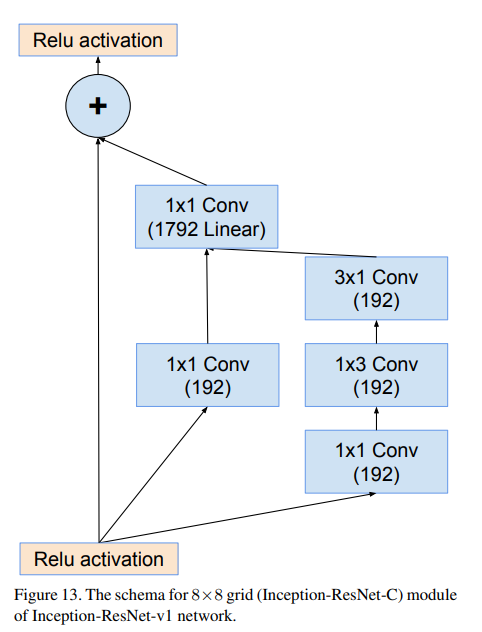 Relu activation
+
1x1 Conv
(1792 Linear)
3x1 Conv
(192)
1x1 Conv
(192)
1x3 Conv
(192)
1x1 Conv
(192)
Relu activation
Figure 13. The schema for 8×8 grid (Inception-ResNet-C) module
of Inception-ResNet-v1 network.